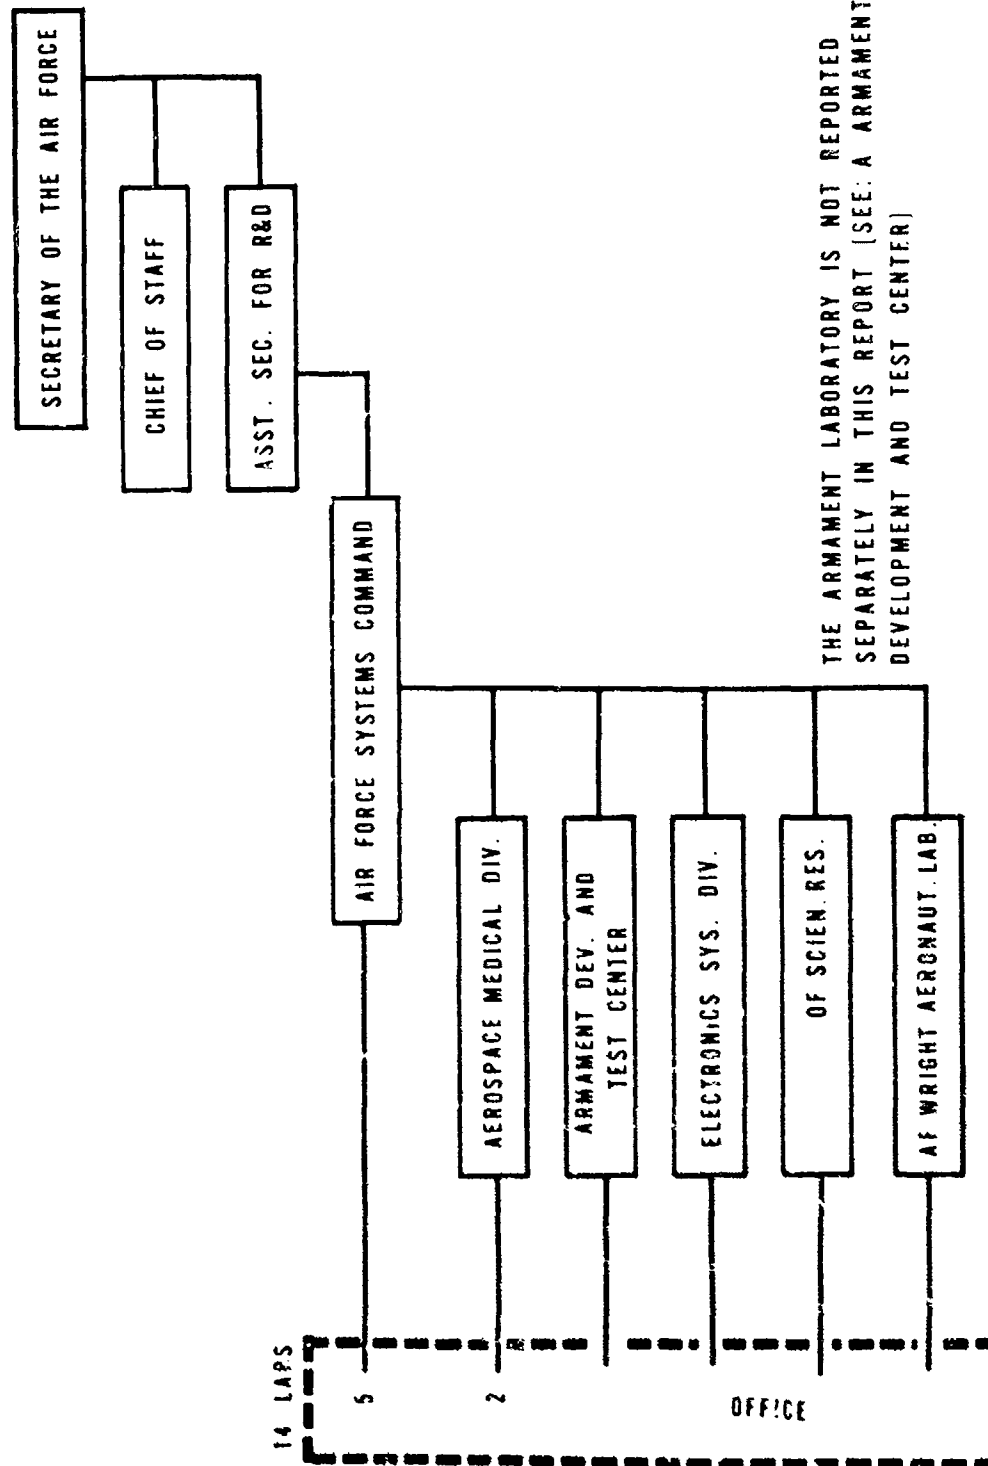 SECRETARY OF THE AIR FORCE
CHIEF OF STAFF
ASST. SEC. FOR R&D
AIR FORCE SYSTEMS COMMAND
14 LABS
5
AEROSPACE MEDICAL DIV.
2
ARMAMENT DEV. AND
TEST CENTER
ELECTRONICS SYS. DIV.
OFFICE
OF SCIEN. RES.
AF WRIGHT AERONAUT. LAB.
THE ARMAMENT LABORATORY IS NOT REPORTED
SEPARATELY IN THIS REPORT (SEE: A ARMAMENT
DEVELOPMENT AND TEST CENTER)